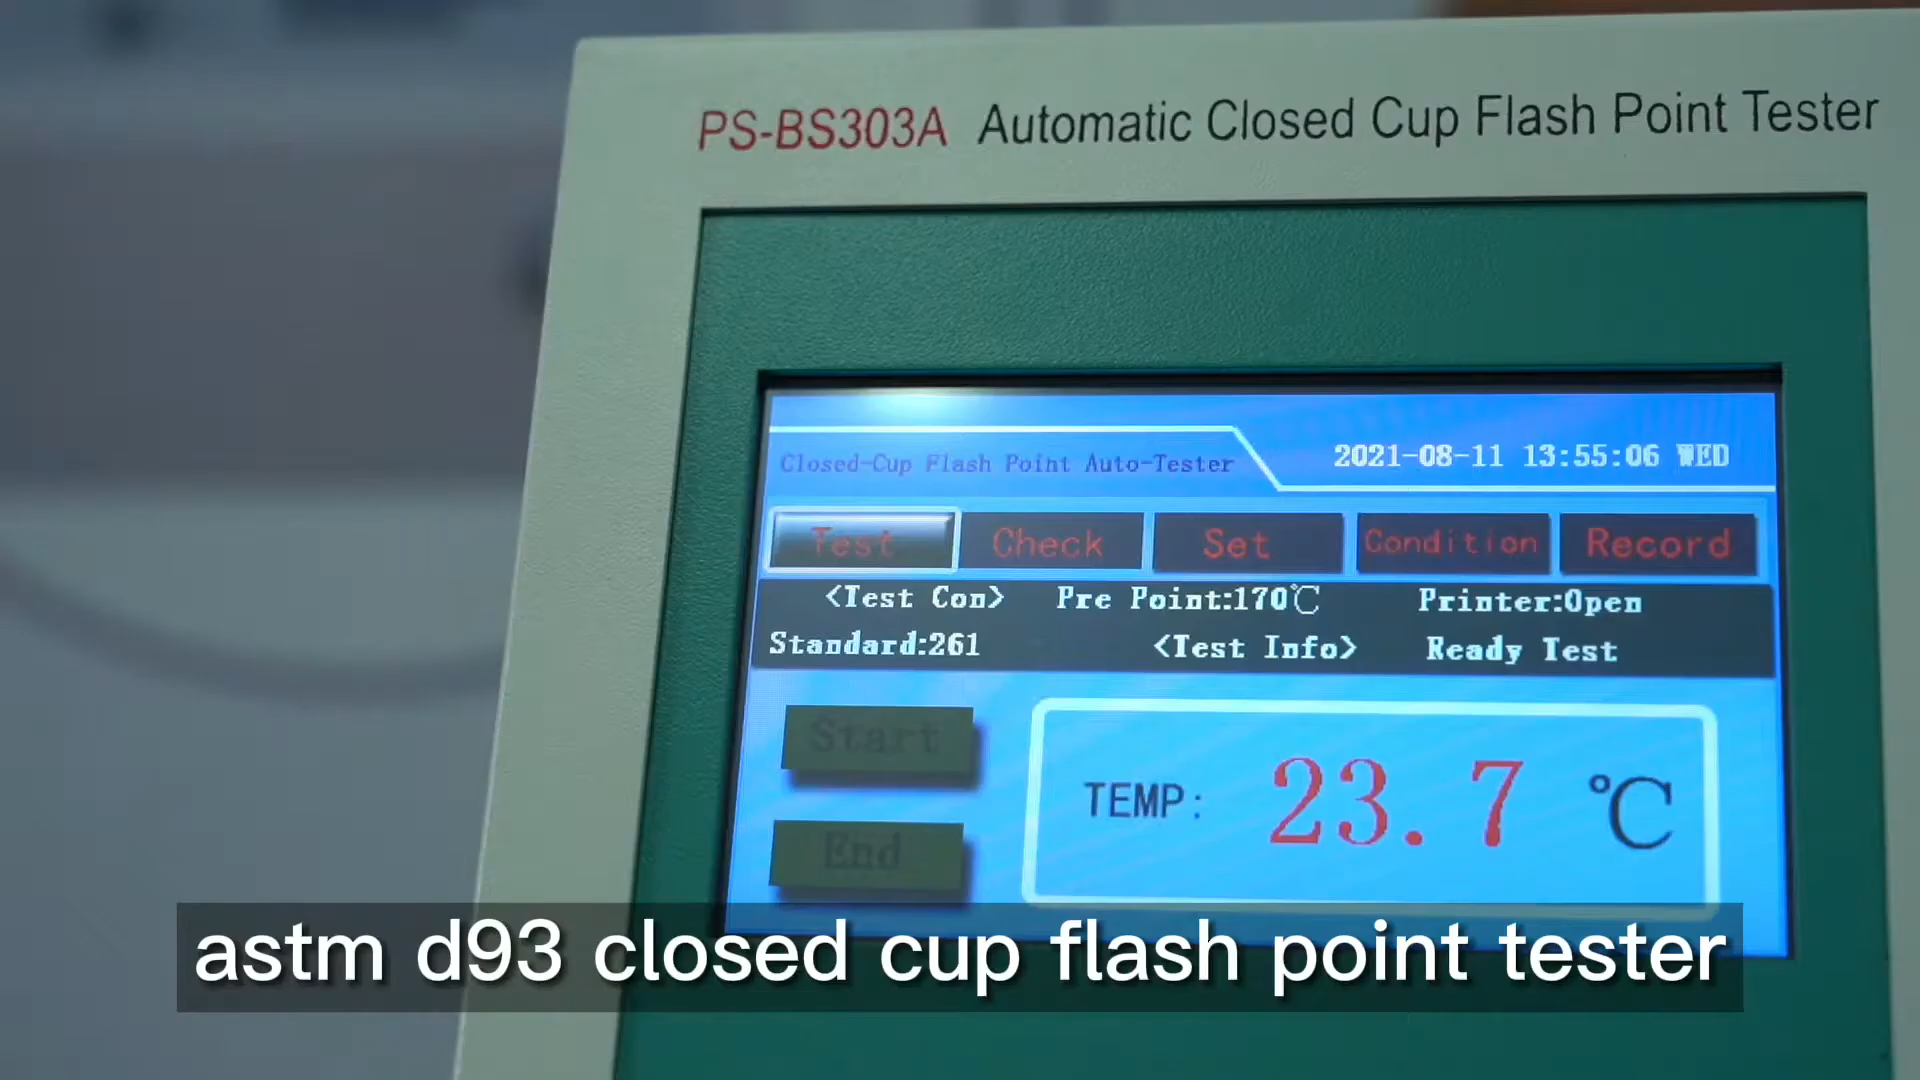 PS-BS303A Automatic Closed Cup Flash Point Tester
Closed-Cup Flash Point Auto-Tester
2021-08-11 13:55:06 WED
Test Check Set Condition Record
<Test Con> Pre Point:170℃ Printer:Open
Standard:261 <Test Info> Ready Test
Start
End
TEMP: 23.7 ℃
astm d93 closed cup flash point tester